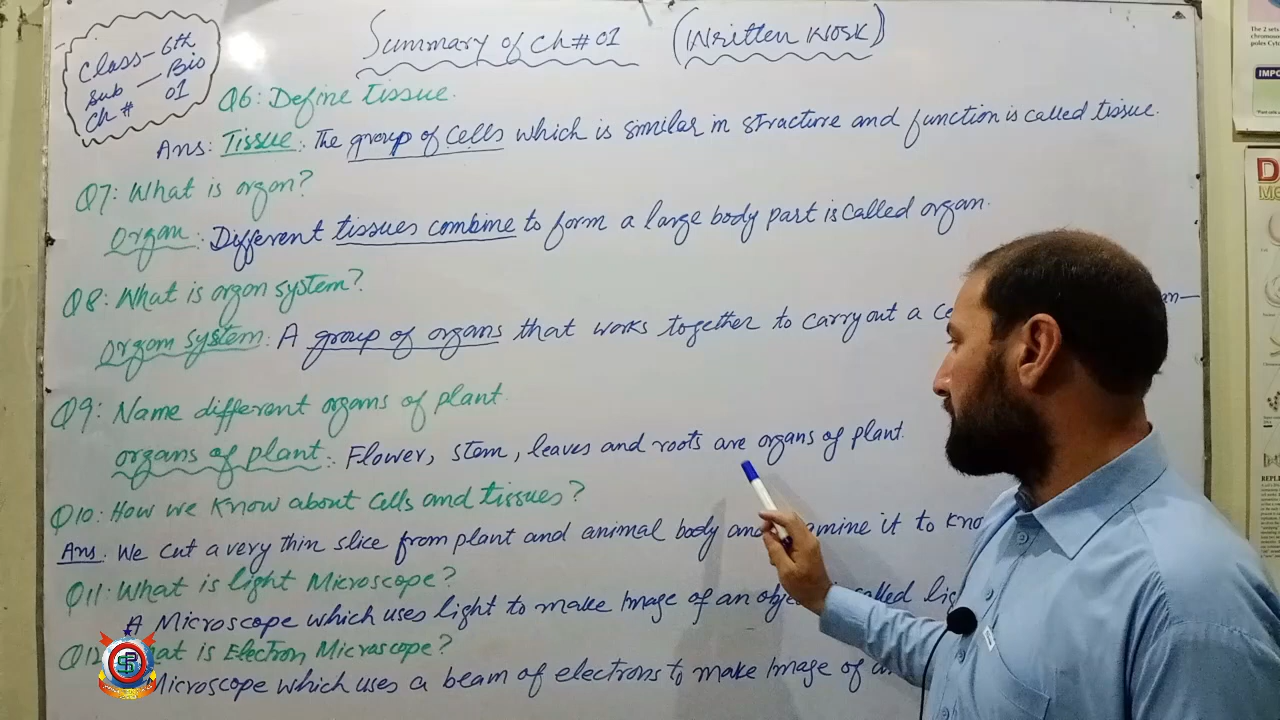 Class - 6th
Sub - Bio
Ch # 01
Summary of Ch # 01 (Written Work)
Q6: Define tissue.
Ans: Tissue: The group of cells which is similar in structure and function is called tissue.
Q7: What is organ?
Organ: Different tissues combine to form a large body part is called organ.
Q8: What is organ system?
Organ system: A group of organs that works together to carry out a
Q9: Name different organs of plant.
organs of plant: Flower, stem, leaves and roots are organs of plant.
Q10: How we know about cells and tissues?
Ans. We cut a very thin slice from plant and animal body and it to
Q11: What is light Microscope?
A Microscope which uses light to make Image of an called
is Electron Microscope?
Microscope which uses a beam of electrons to make Image of
The 2 sets